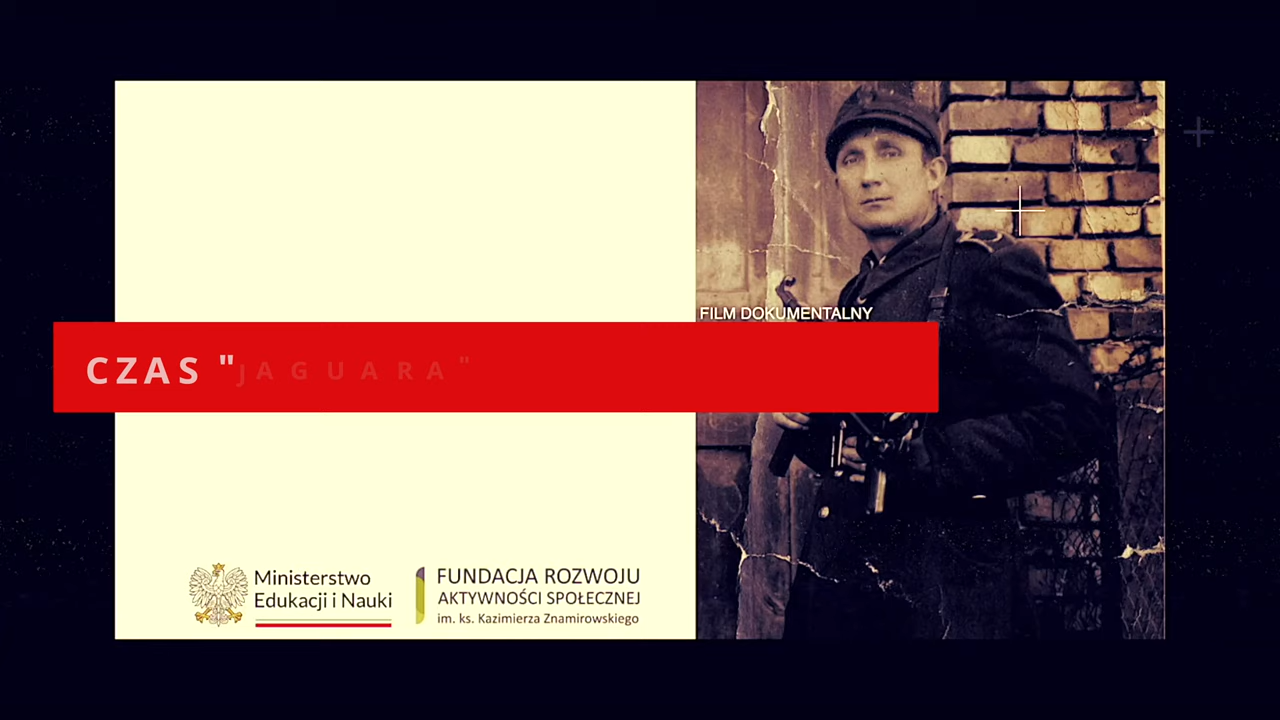 FILM DOKUMENTALNY
CZAS "JAGUARA"
Ministerstwo
Edukacji i Nauki
FUNDACJA ROZWOJU
AKTYWNOŚCI SPOŁECZNEJ
im. ks. Kazimierza Znamirowskiego